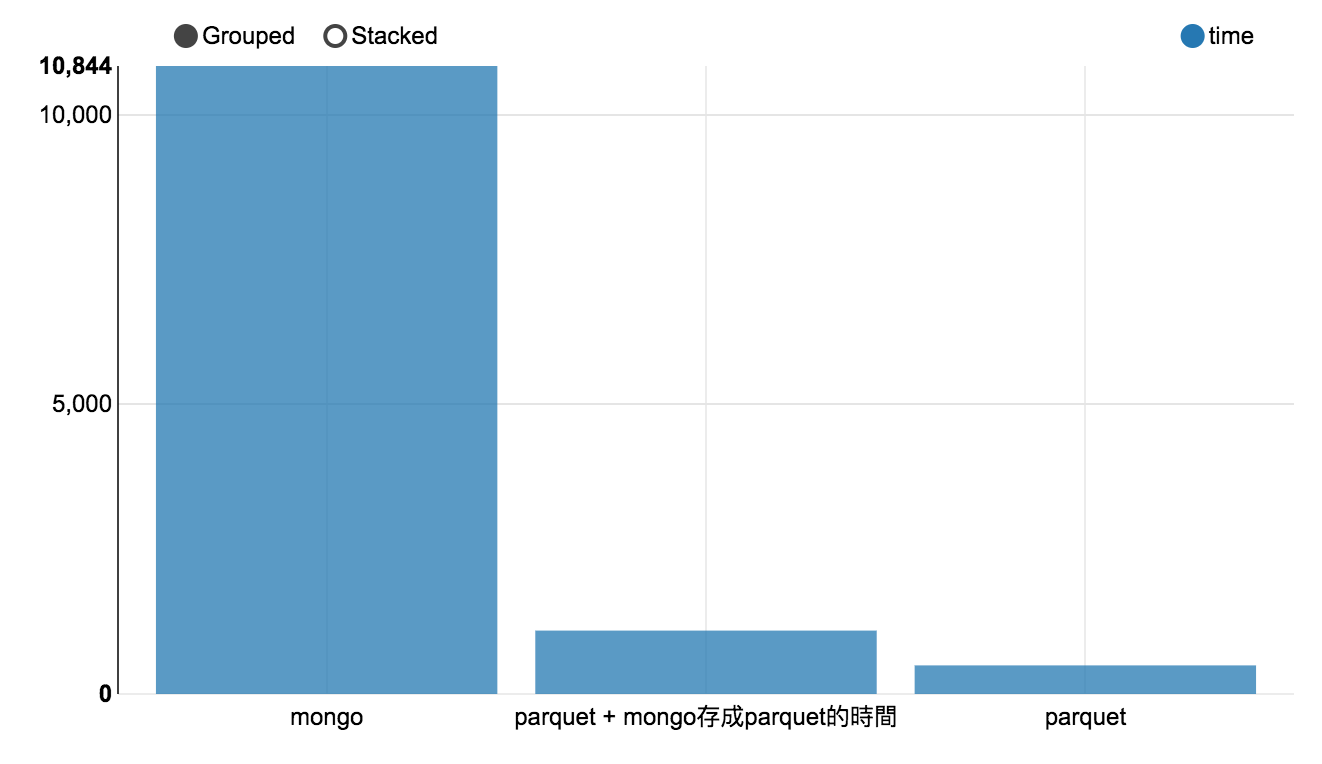 Grouped Stacked time
10,844
10,000
5,000
0
mongo parquet + mongo存成parquet的時間 parquet